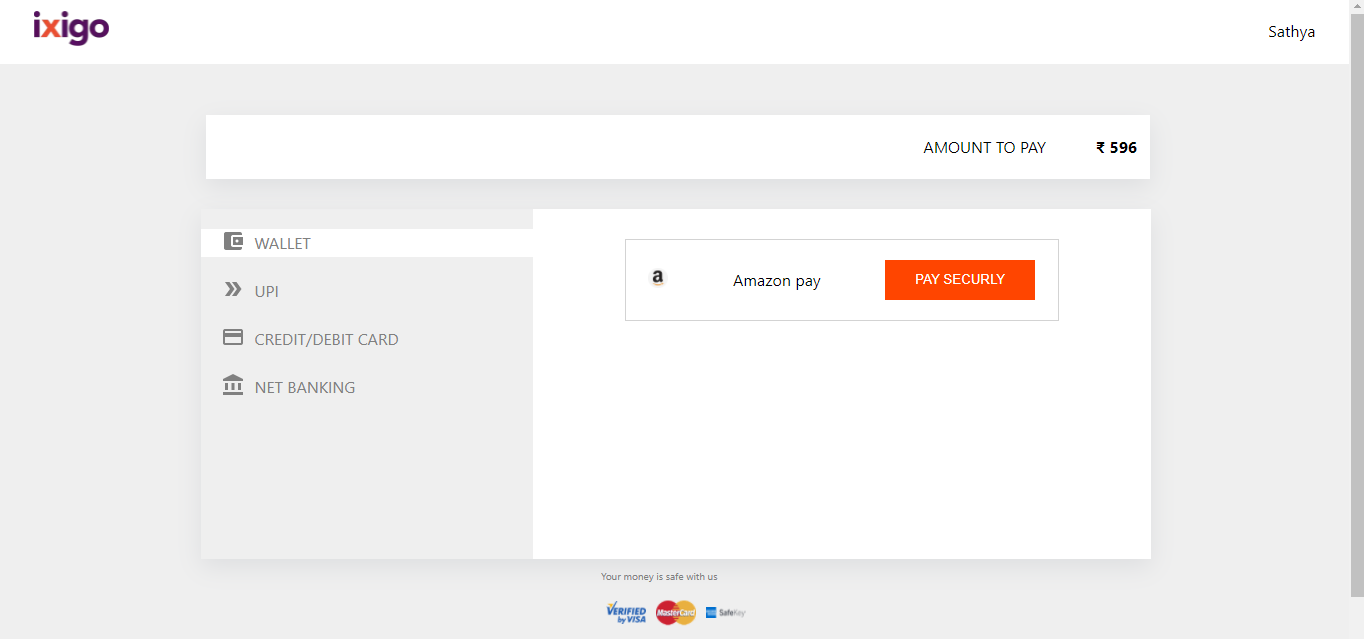 ixigo
Sathya
AMOUNT TO PAY ₹ 596
WALLET
UPI
CREDIT/DEBIT CARD
NET BANKING
a Amazon pay PAY SECURLY
Your money is safe with us
VERIFIED by VISA
MasterCard
SafeKey